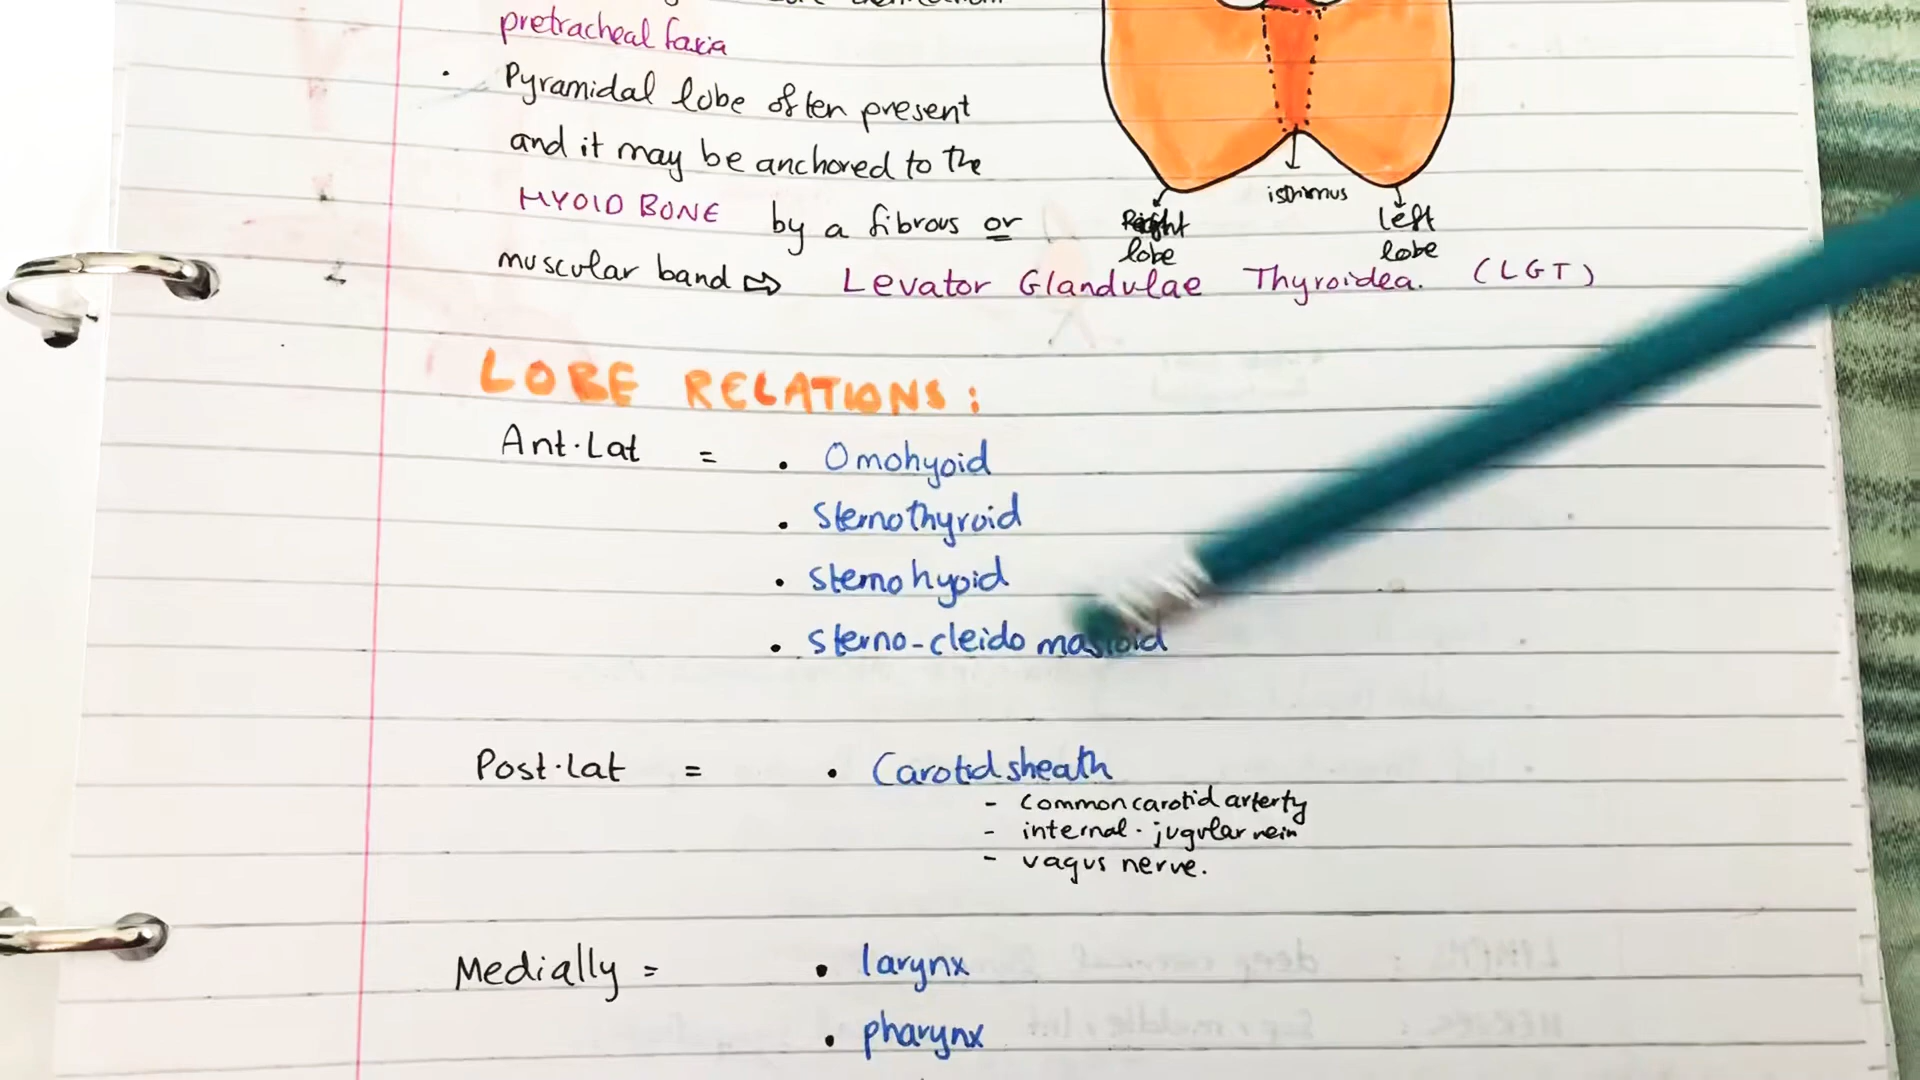 pretracheal fascia
. Pyramidal lobe often present
and it may be anchored to the
HYOID BONE by a fibrous or
muscular band ⇨ Levator Glandulae Thyroidea. (LGT)
isthmus
Right
lobe
left
lobe
LOBE RELATIONS:
Ant.Lat = . Omohyoid
. Sternothyroid
. Sternohyoid
. Sterno-cleido mastoid
Post.lat = . Carotid sheath
- common carotid arterty
- internal. jugular vein
- vagus nerve.
Medially = . larynx
. pharynx